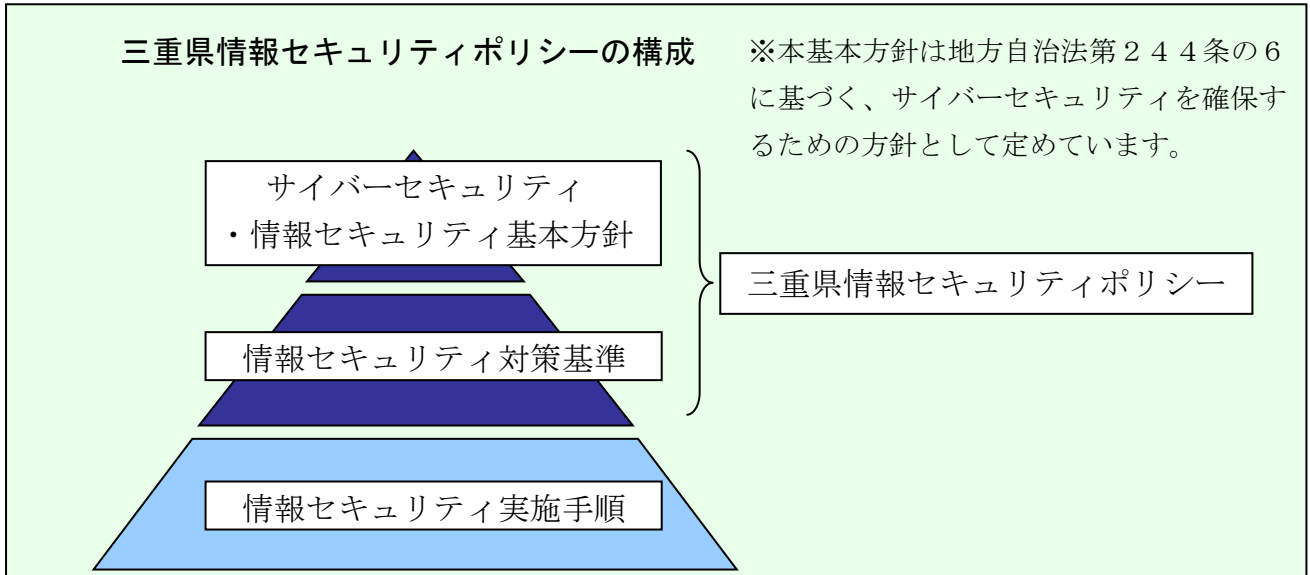 三重県情報セキュリティポリシーの構成
※本基本方針は地方自治法第２４４条の６
に基づく、サイバーセキュリティを確保す
るための方針として定めています。
サイバーセキュリティ
・情報セキュリティ基本方針
三重県情報セキュリティポリシー
情報セキュリティ対策基準
情報セキュリティ実施手順